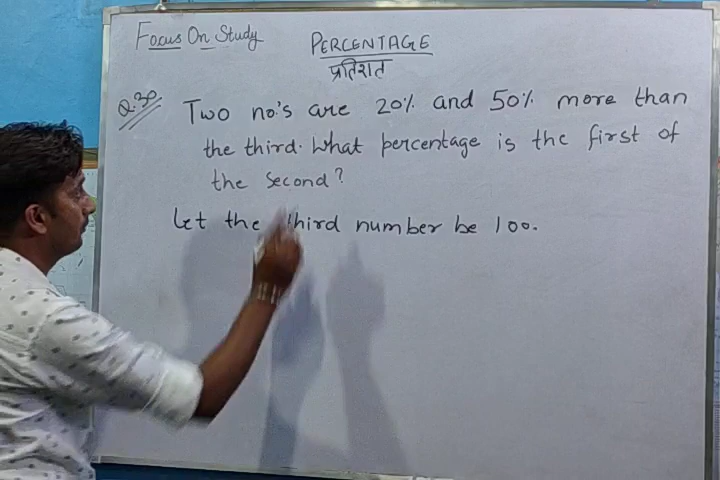 Focus On Study
PERCENTAGE
प्रतिशत
Q.30
Two no's are 20% and 50% more than
the third. What percentage is the first of
the second?
Let the third number be 100.